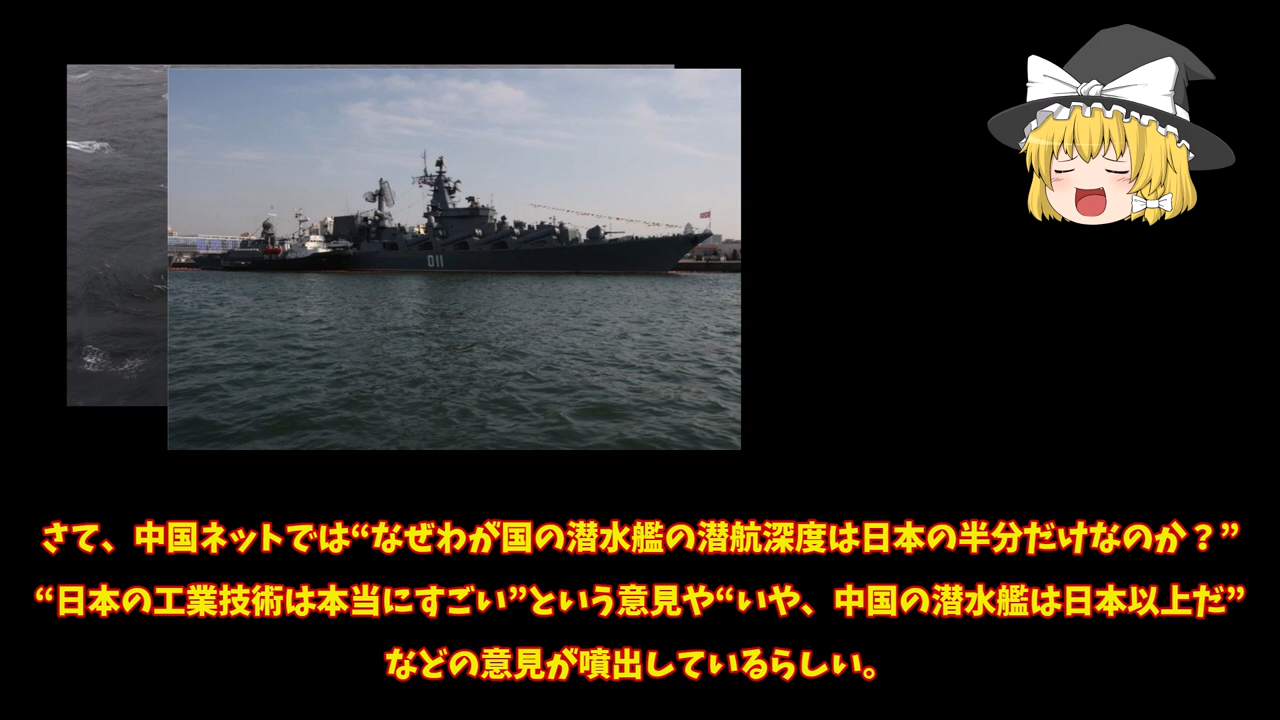 011
さて、中国ネットでは“なぜわが国の潜水艦の潜航深度は日本の半分だけなのか？”
“日本の工業技術は本当にすごい”という意見や“いや、中国の潜水艦は日本以上だ”
などの意見が噴出しているらしい。